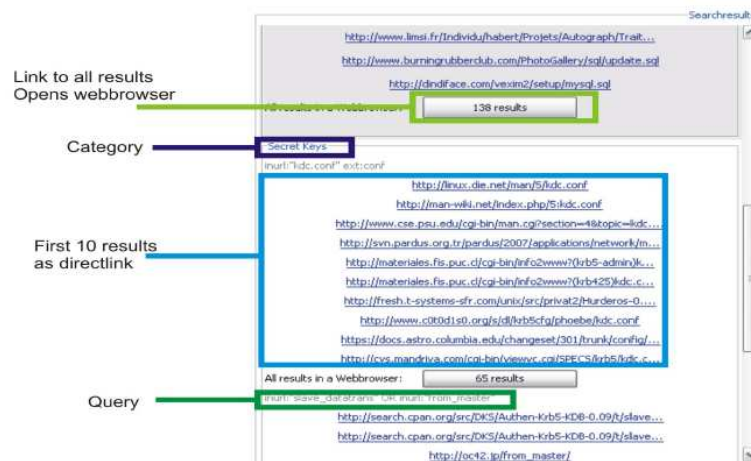 Searchresult
http://www.limsi.fr/Individu/habert/Projets/Autograph/Trait...
http://www.burningrubberclub.com/PhotoGallery/sql/update.sql
http://dindiface.com/vexim2/setup/mysql.sql
Link to all results
Opens webbrowser
All results in a Webbrowser:
138 results
Category
Secret Keys
inurl:"kdc.conf" ext:conf
First 10 results
as directlink
http://linux.die.net/man/5/kdc.conf
http://man-wiki.net/index.php/5:kdc.conf
http://www.cse.psu.edu/cgi-bin/man.cgi?section=4&topic=kdc...
http://svn.pardus.org.tr/pardus/2007/applications/network/m...
http://materiales.fis.puc.cl/cgi-bin/info2www?(krb5-admin)k...
http://materiales.fis.puc.cl/cgi-bin/info2www?(krb425)kdc.c...
http://fresh.t-systems-sfr.com/unix/src/privat2/Hurderos-0....
http://www.c0t0d1s0.org/s/dl/krb5cfg/phoebe/kdc.conf
https://docs.astro.columbia.edu/changeset/301/trunk/config/...
http://cvs.mandriva.com/cgi-bin/viewvc.cgi/SPECS/krb5/kdc.c...
All results in a Webbrowser:
65 results
Query
inurl:"slave_datatrans" OR inurl:"from_master"
http://search.cpan.org/src/DKS/Authen-Krb5-KDB-0.09/t/slave...
http://search.cpan.org/src/DKS/Authen-Krb5-KDB-0.09/t/slave...
http://oc42.jp/from_master/